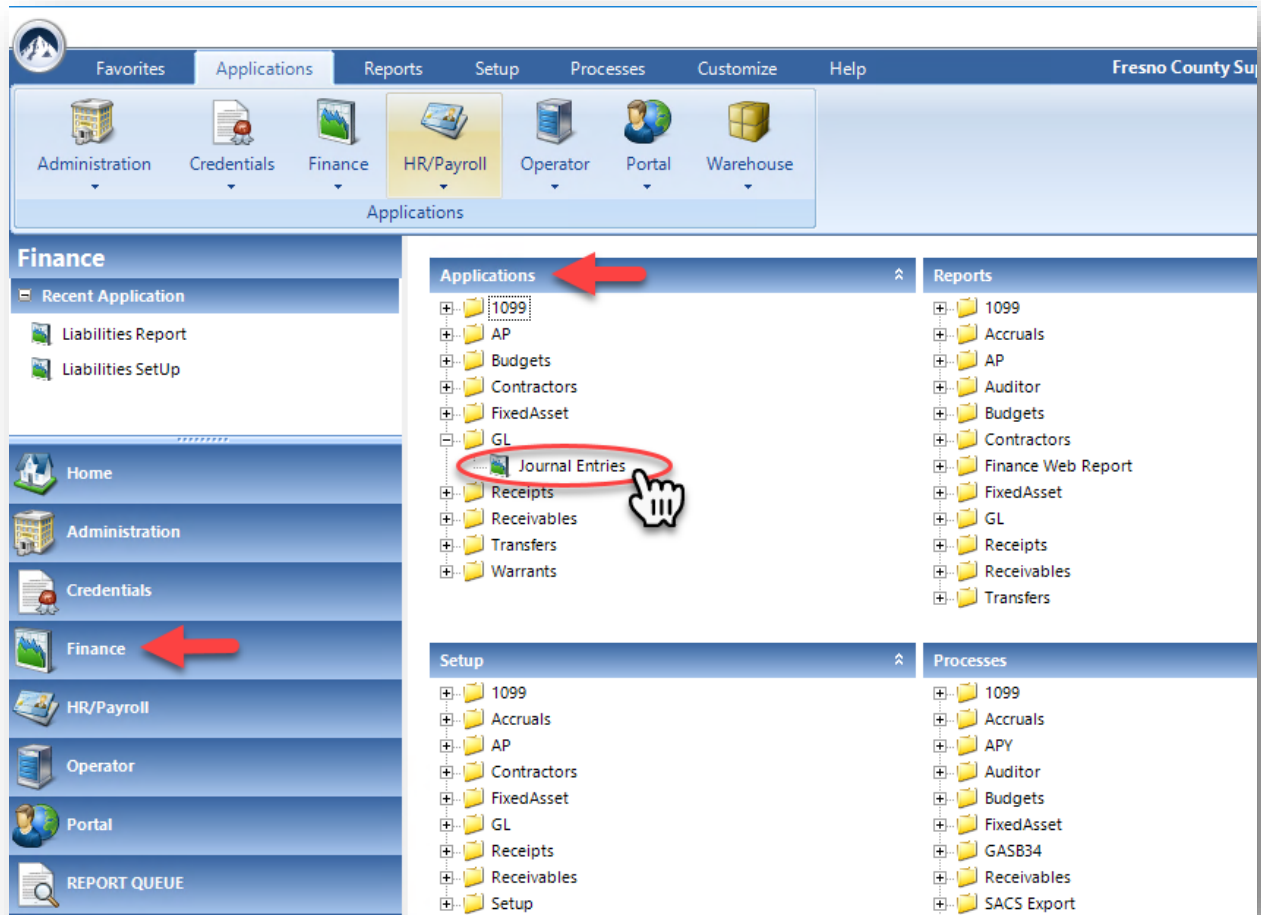 Favorites Applications Reports Setup Processes Customize Help Fresno County Su
Administration Credentials Finance HR/Payroll Operator Portal Warehouse
Applications
Finance
Recent Application
Liabilities Report
Liabilities SetUp
Home
Administration
Credentials
Finance
HR/Payroll
Operator
Portal
REPORT QUEUE
Applications
1099
AP
Budgets
Contractors
FixedAsset
GL
Journal Entries
Receipts
Receivables
Transfers
Warrants
Reports
1099
Accruals
AP
Auditor
Budgets
Contractors
Finance Web Report
FixedAsset
GL
Receipts
Receivables
Transfers
Setup
1099
Accruals
AP
Contractors
FixedAsset
GL
Receipts
Receivables
Setup
Processes
1099
Accruals
APY
Auditor
Budgets
FixedAsset
GASB34
Receivables
SACS Export